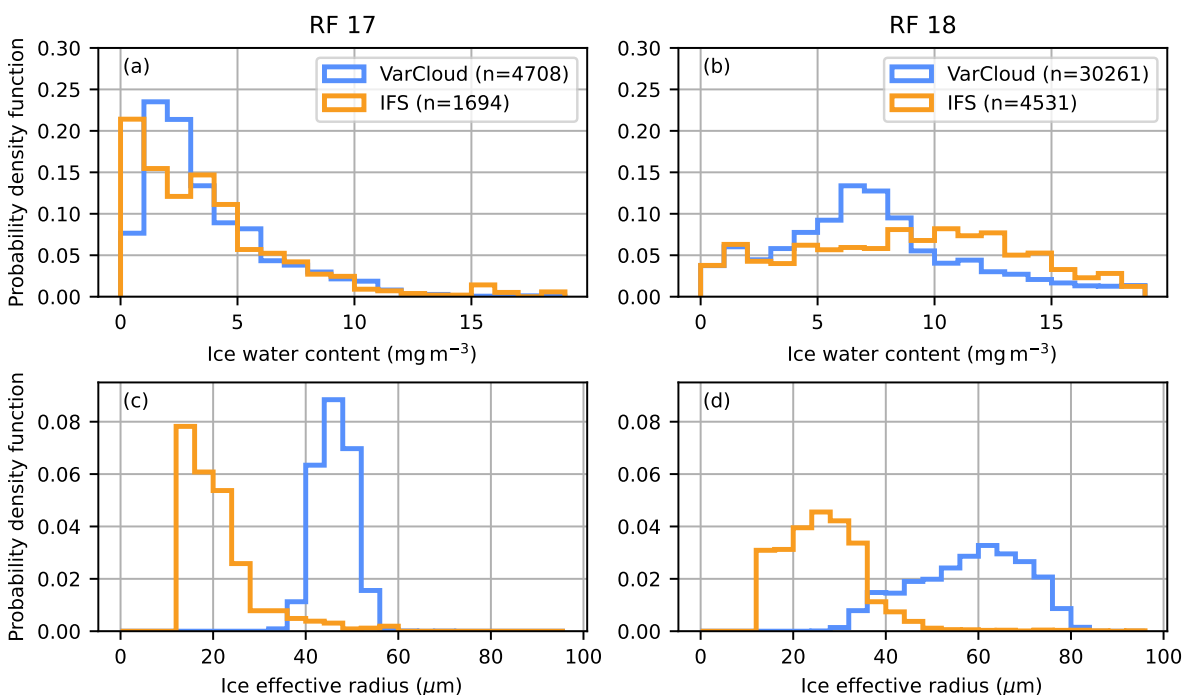 RF 17
RF 18
Probability density function
0.30
0.25
0.20
0.15
0.10
0.05
0.00
(a)
VarCloud (n=4708)
IFS (n=1694)
0 5 10 15
Ice water content (mg m⁻³)
0.30
0.25
0.20
0.15
0.10
0.05
0.00
(b)
VarCloud (n=30261)
IFS (n=4531)
0 5 10 15
Ice water content (mg m⁻³)
Probability density function
0.08
0.06
0.04
0.02
0.00
(c)
0 20 40 60 80 100
Ice effective radius (μm)
0.08
0.06
0.04
0.02
0.00
(d)
0 20 40 60 80 100
Ice effective radius (μm)